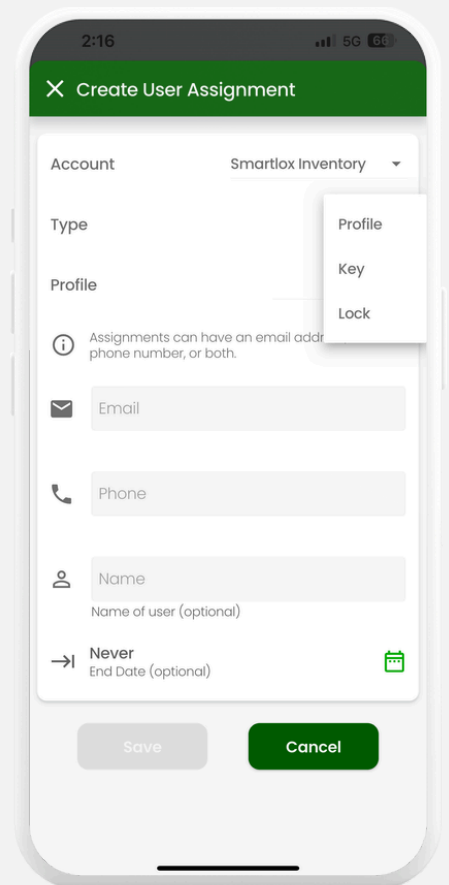 2:16 5G 66
Create User Assignment
Account Smartlox Inventory
Type
Profile
Key
Lock
Profile
Assignments can have an email
phone number, or both.
Email
Phone
Name
Name of user (optional)
Never
End Date (optional)
Save Cancel